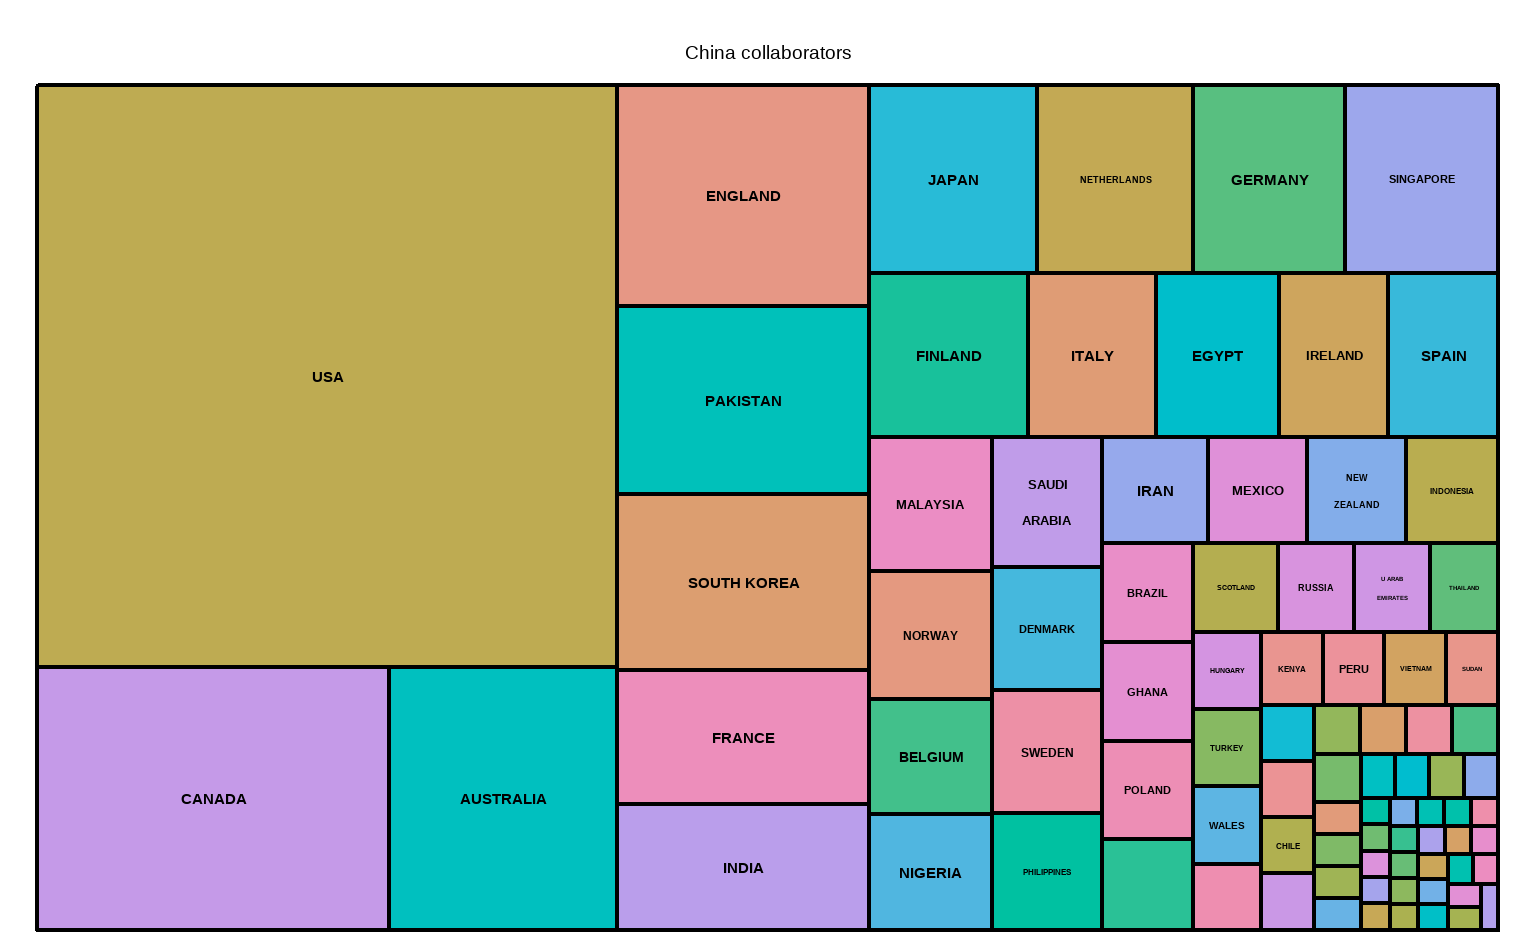 China collaborators
USA
CANADA
AUSTRALIA
ENGLAND
PAKISTAN
SOUTH KOREA
FRANCE
INDIA
JAPAN
NETHERLANDS
GERMANY
SINGAPORE
FINLAND
ITALY
EGYPT
IRELAND
SPAIN
MALAYSIA
NORWAY
BELGIUM
NIGERIA
SAUDI
ARABIA
DENMARK
SWEDEN
PHILIPPINES
IRAN
MEXICO
NEW
ZEALAND
INDONESIA
BRAZIL
GHANA
POLAND
SCOTLAND
RUSSIA
U ARAB
EMIRATES
THAILAND
HUNGARY
TURKEY
WALES
KENYA
PERU
VIETNAM
SUDAN
CHILE